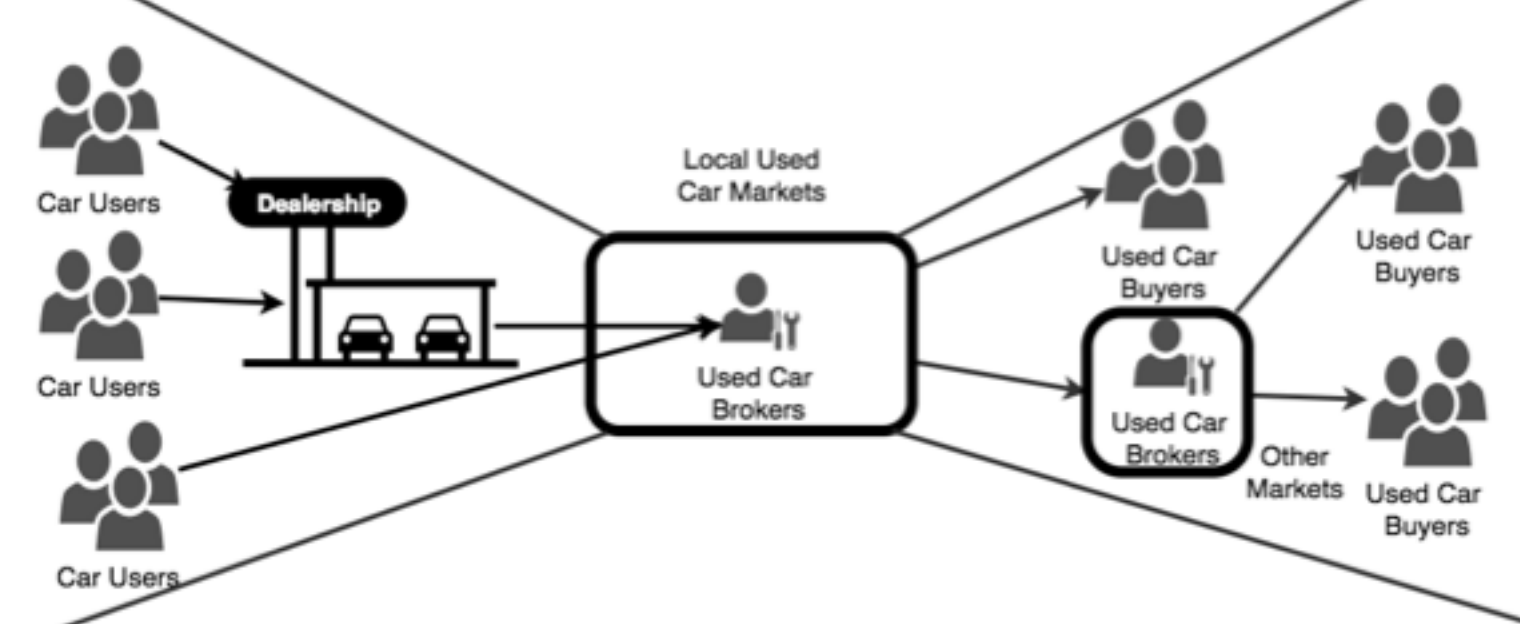 Car Users
Dealership
Car Users
Car Users
Local Used
Car Markets
Used Car
Brokers
Used Car
Buyers
Used Car
Brokers
Other
Markets
Used Car
Buyers
Used Car
Buyers